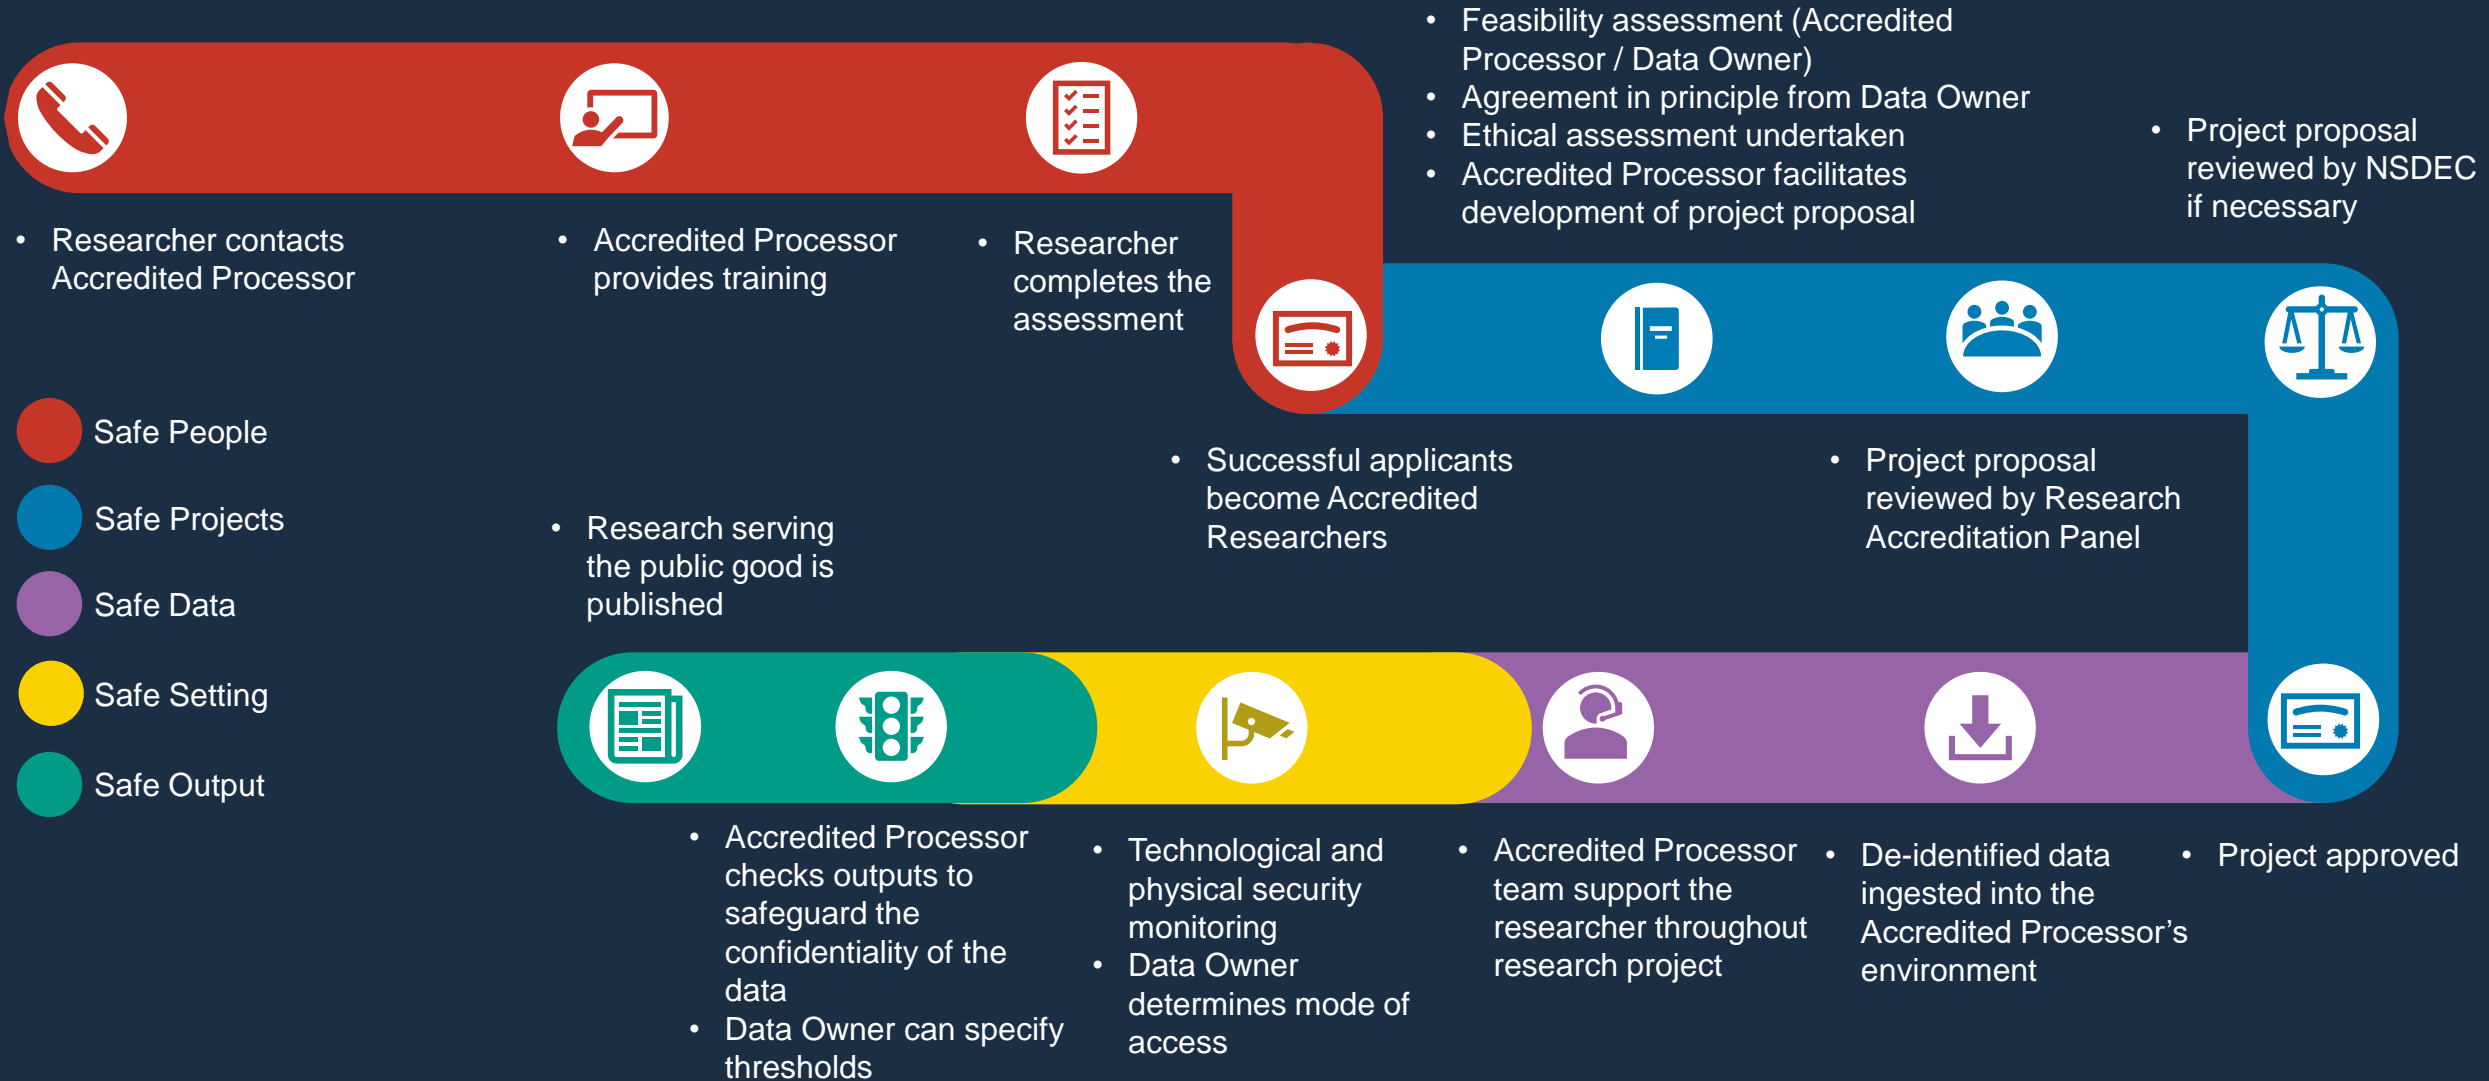 • Researcher contacts
Accredited Processor
• Accredited Processor
provides training
• Researcher
completes the
assessment
• Successful applicants
become Accredited
Researchers
• Feasibility assessment (Accredited
Processor / Data Owner)
• Agreement in principle from Data Owner
• Ethical assessment undertaken
• Accredited Processor facilitates
development of project proposal
• Project proposal
reviewed by Research
Accreditation Panel
• Project proposal
reviewed by NSDEC
if necessary
• Project approved
• De-identified data
ingested into the
Accredited Processor’s
environment
• Accredited Processor
team support the
researcher throughout
research project
• Technological and
physical security
monitoring
• Data Owner
determines mode of
access
• Accredited Processor
checks outputs to
safeguard the
confidentiality of the
data
• Data Owner can specify
thresholds
• Research serving
the public good is
published
Safe People
Safe Projects
Safe Data
Safe Setting
Safe Output